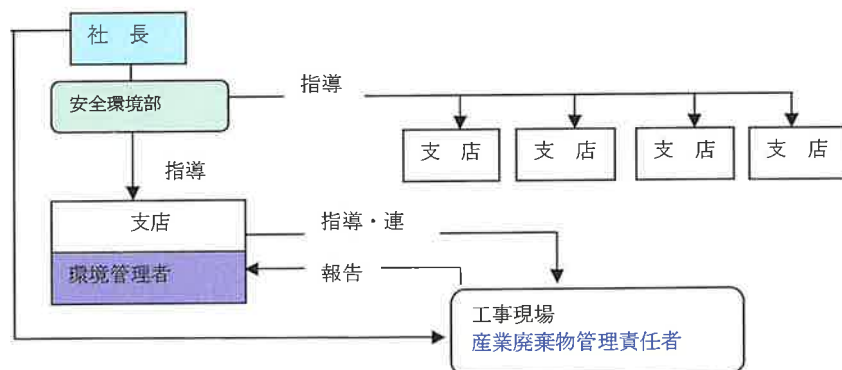 社　長
安全環境部
指導
支　店
支　店
支　店
支　店
指導
支店
指導・連
環境管理者
報告
工事現場
産業廃棄物管理責任者